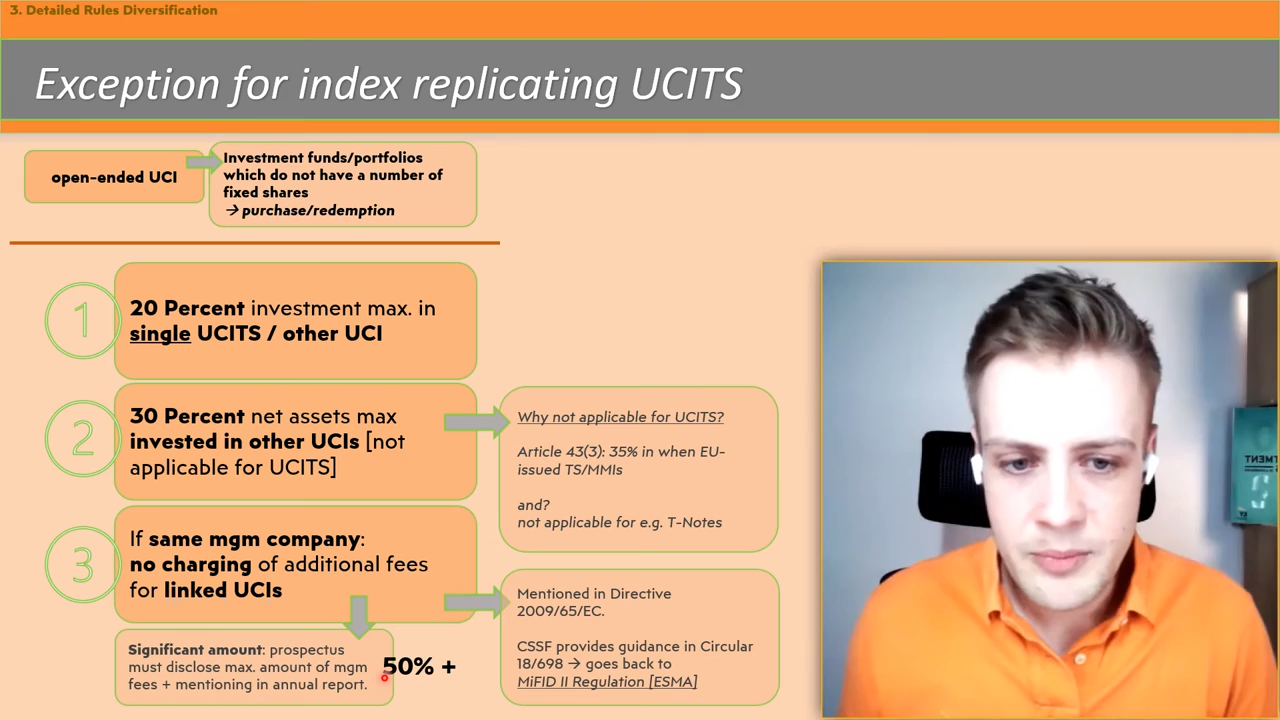 3. Detailed Rules Diversification
Exception for index replicating UCITS
open-ended UCI
Investment funds/portfolios
which do not have a number of
fixed shares
→ purchase/redemption
1
20 Percent investment max. in
single UCITS / other UCI
2
30 Percent net assets max
invested in other UCIs [not
applicable for UCITS]
Why not applicable for UCITS?
Article 43(3): 35% in when EU-
issued TS/MMIs
and?
not applicable for e.g. T-Notes
3
If same mgm company:
no charging of additional fees
for linked UCIs
Mentioned in Directive
2009/65/EC.
CSSF provides guidance in Circular
18/698 → goes back to
MiFID II Regulation [ESMA]
Significant amount: prospectus
must disclose max. amount of mgm
fees + mentioning in annual report.
50% +